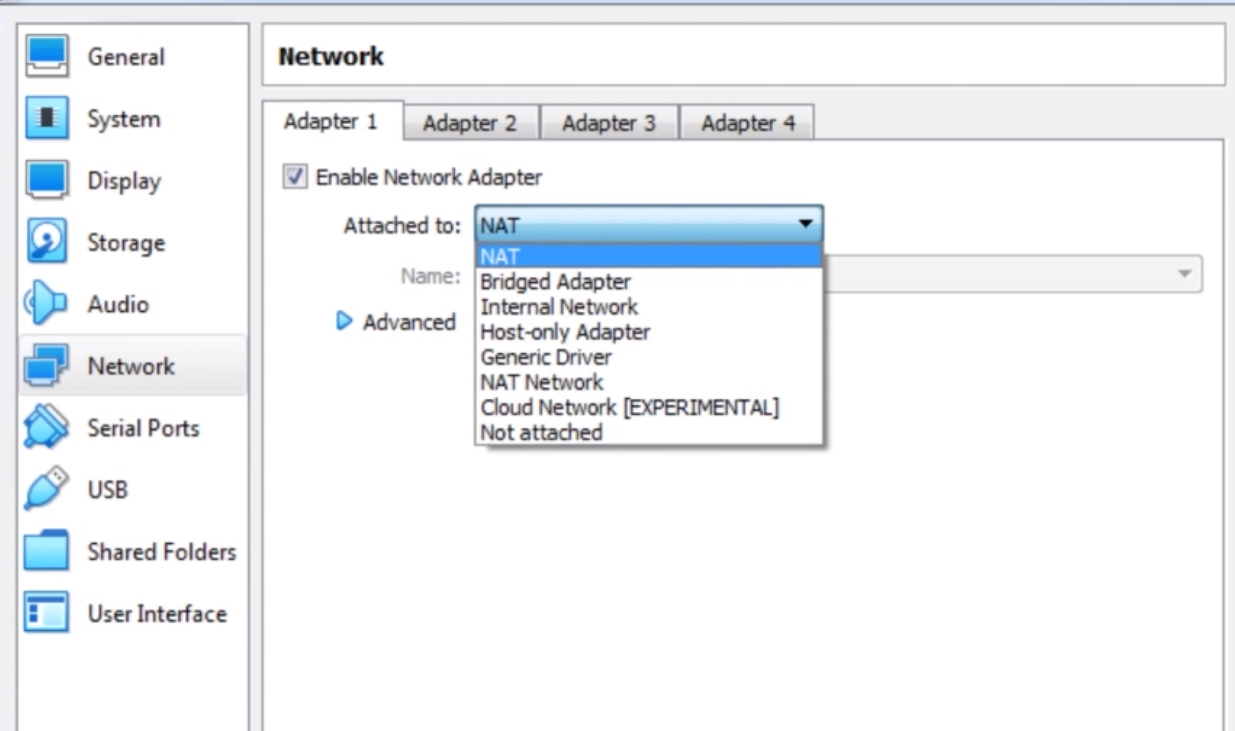 General
System
Display
Storage
Audio
Network
Serial Ports
USB
Shared Folders
User Interface
Network
Adapter 1
Adapter 2
Adapter 3
Adapter 4
Enable Network Adapter
Attached to:
NAT
NAT
Bridged Adapter
Internal Network
Host-only Adapter
Generic Driver
NAT Network
Cloud Network [EXPERIMENTAL]
Not attached
Name:
Advanced